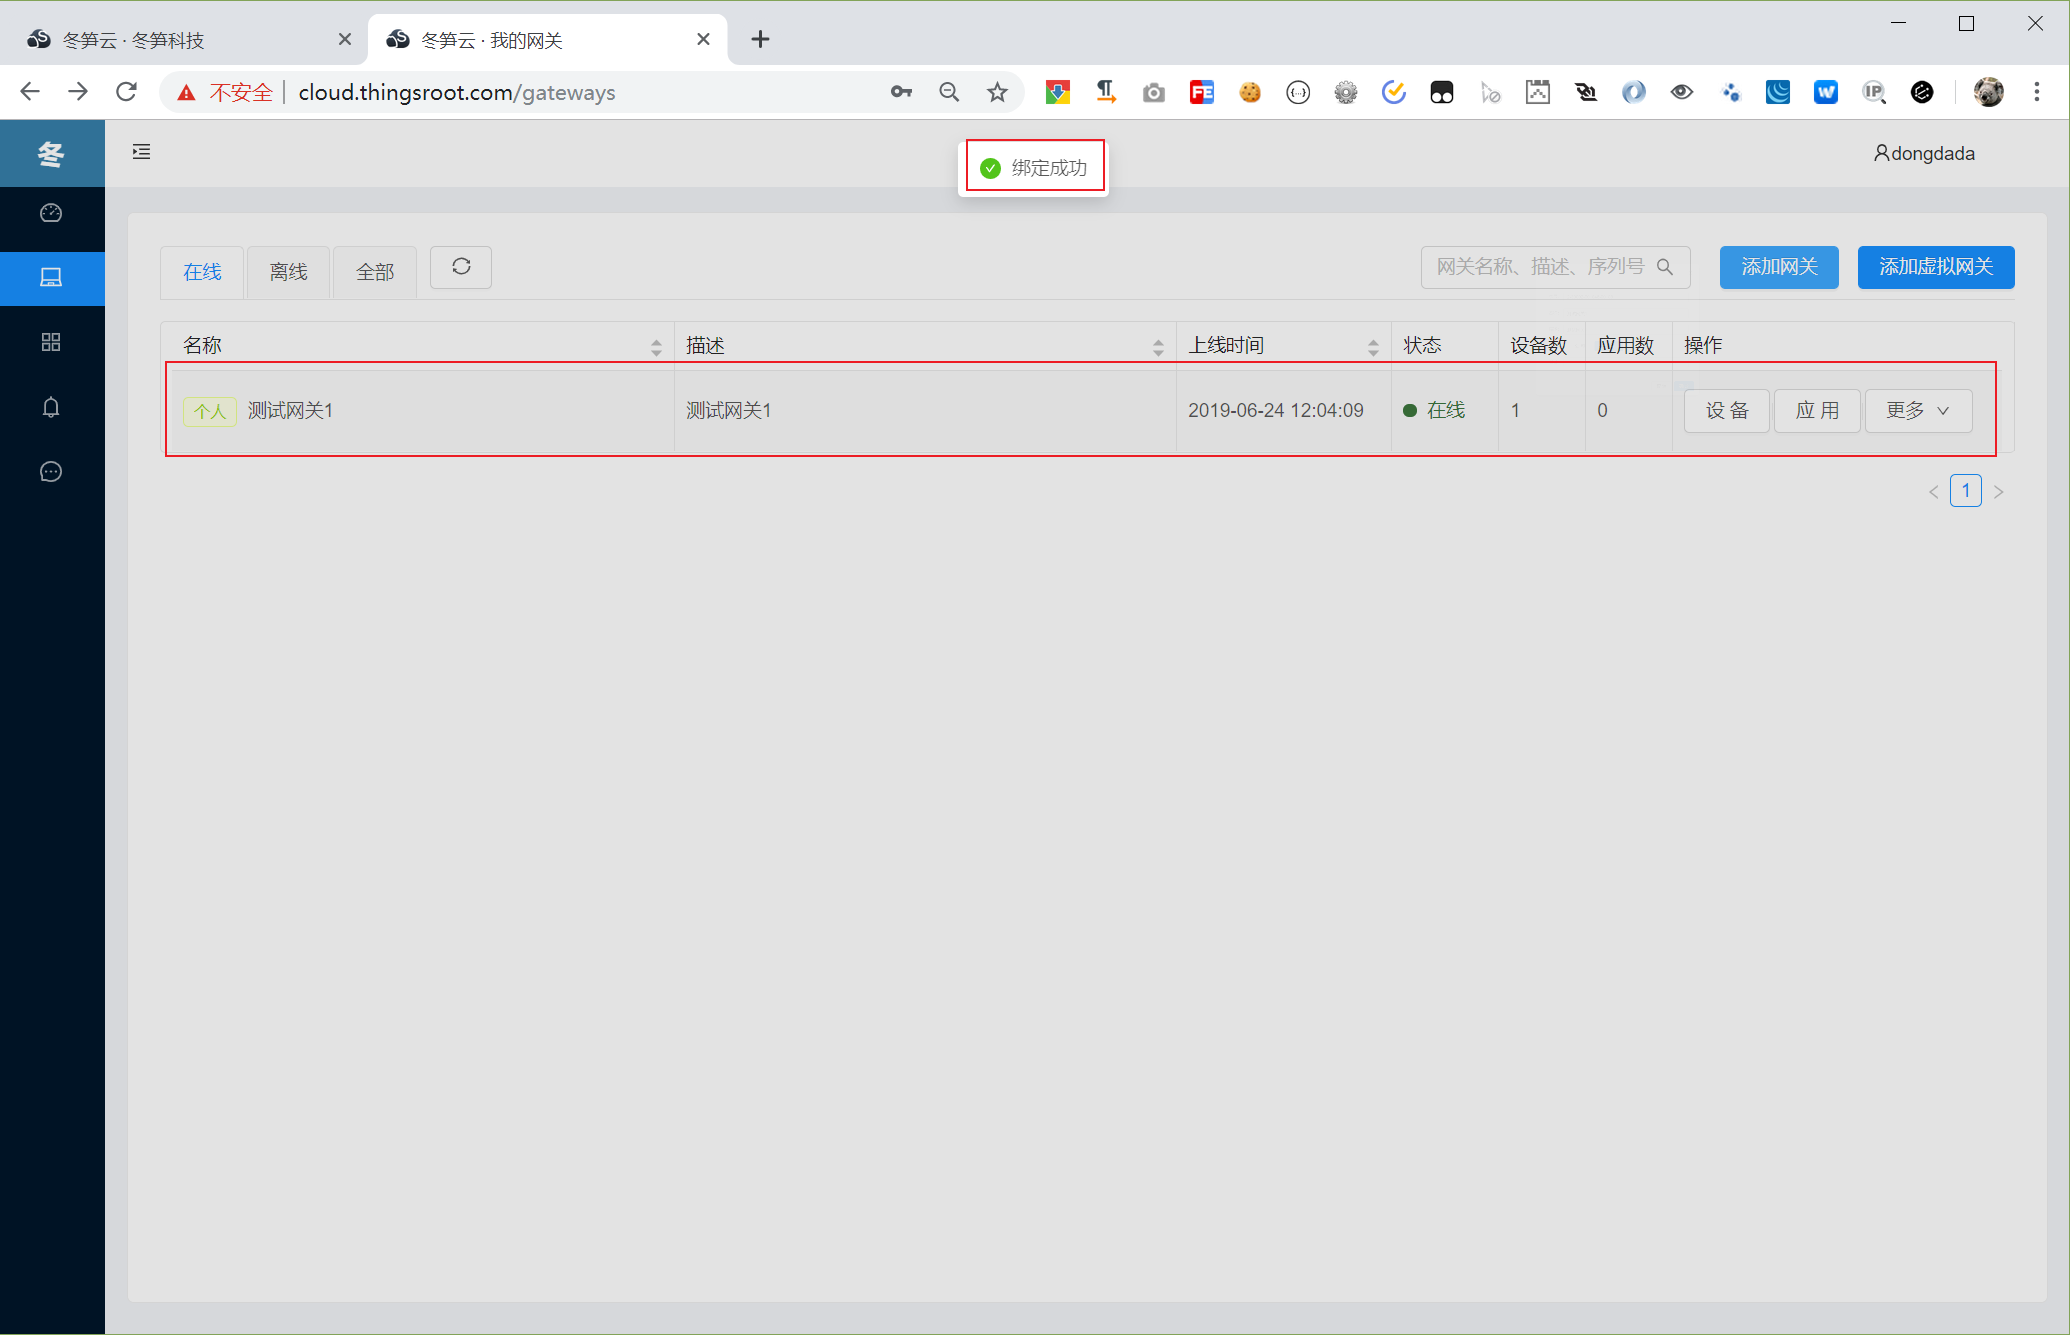 冬笋云 · 冬笋科技
冬笋云 · 我的网关
不安全 cloud.thingsroot.com/gateways
冬
绑定成功
dongdada
在线 离线 全部
网关名称、描述、序列号
添加网关 添加虚拟网关
名称 描述 上线时间 状态 设备数 应用数 操作
个人 测试网关1 测试网关1 2019-06-24 12:04:09 在线 1 0 设 备 应 用 更多
1